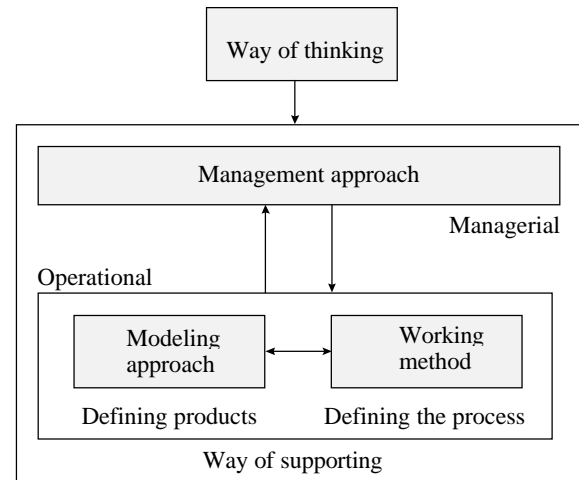 Way of thinking
Management approach
Managerial
Operational
Modeling
approach
Working
method
Defining products
Defining the process
Way of supporting